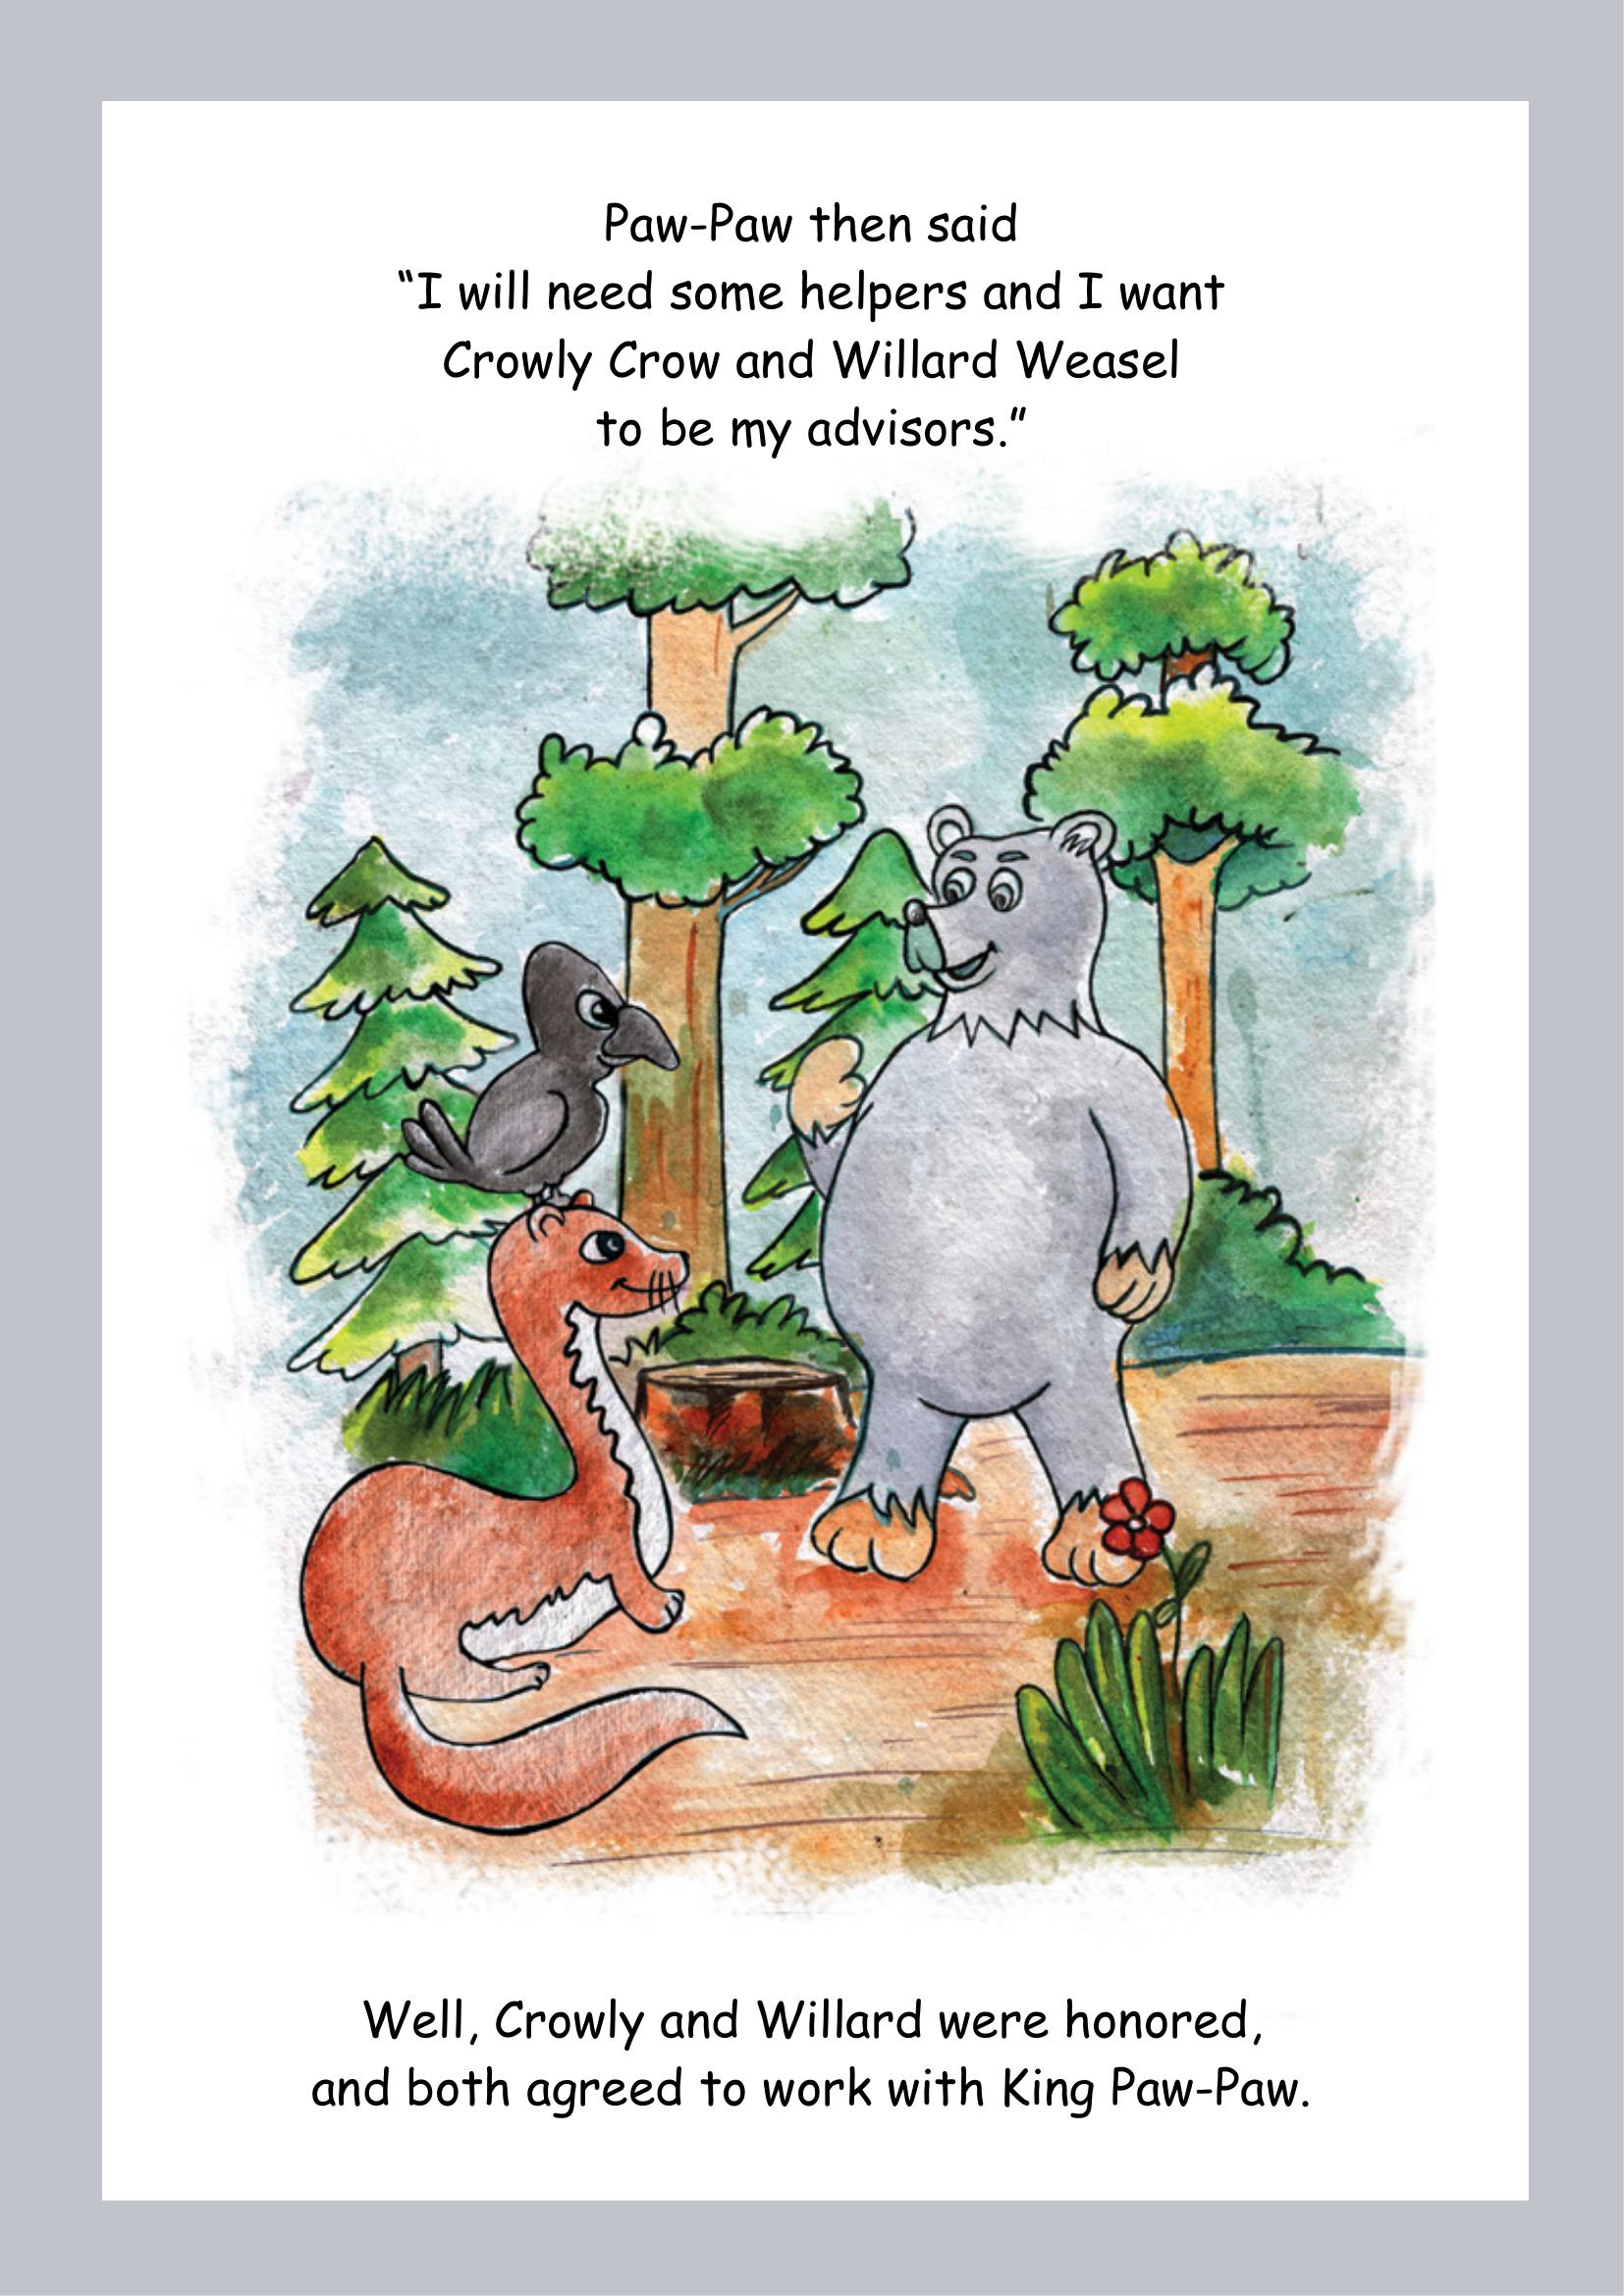 Paw-Paw then said
“I will need some helpers and I want
Crowly Crow and Willard Weasel
to be my advisors.”
Well, Crowly and Willard were honored,
and both agreed to work with King Paw-Paw.